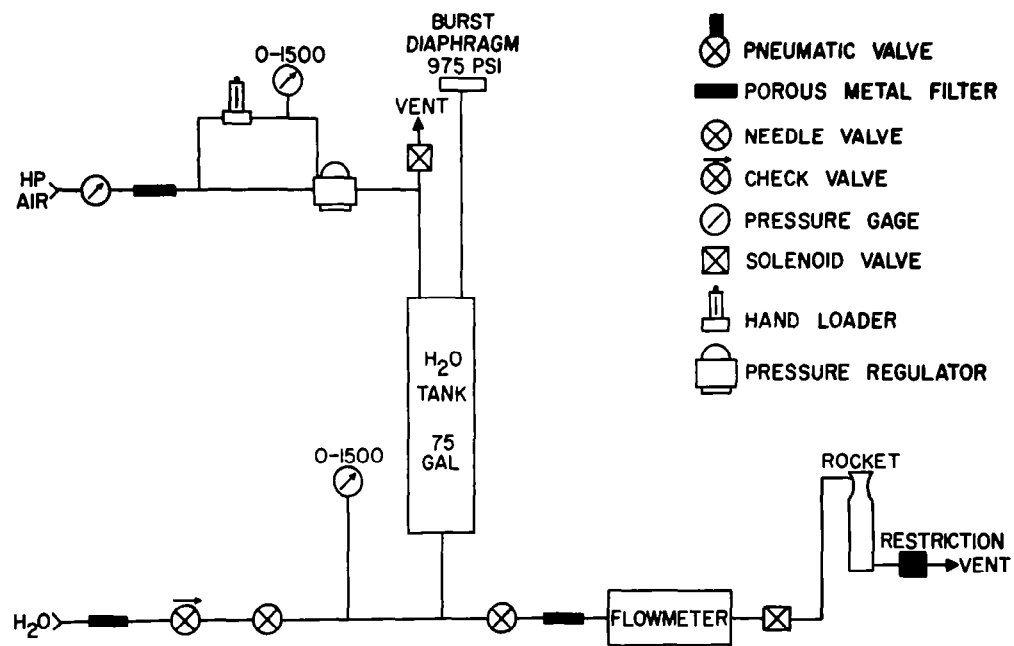 BURST
DIAPHRAGM
975 PSI
0-1500
VENT
HP
AIR
H2O
TANK
75
GAL
0-1500
H2O
FLOWMETER
ROCKET
RESTRICTION
VENT
PNEUMATIC VALVE
POROUS METAL FILTER
NEEDLE VALVE
CHECK VALVE
PRESSURE GAGE
SOLENOID VALVE
HAND LOADER
PRESSURE REGULATOR